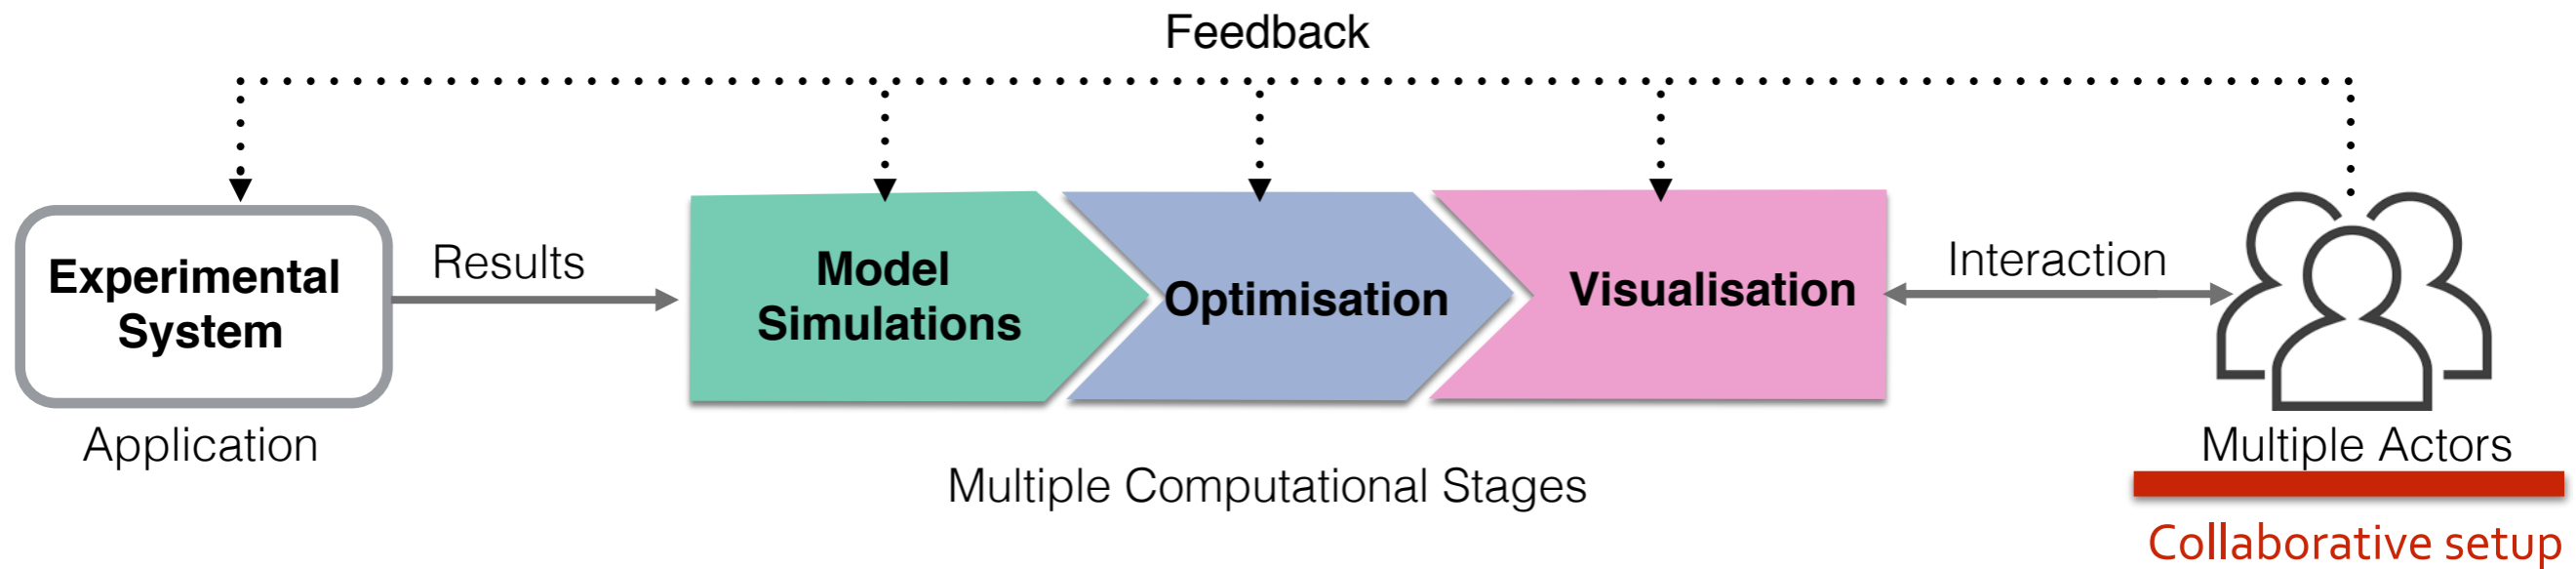 Feedback
Experimental
System
Application
Results
Model
Simulations
Optimisation
Visualisation
Multiple Computational Stages
Interaction
Multiple Actors
Collaborative setup